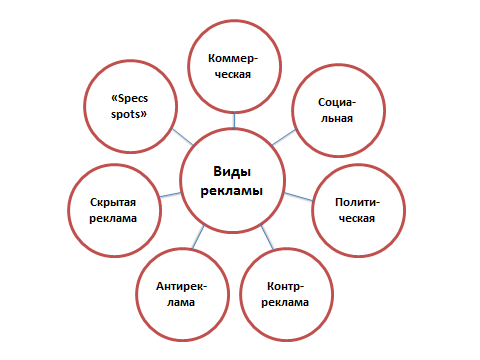 Коммер-
ческая
Социа-
льная
Полити-
ческая
Контр-
реклама
Антирек-
лама
Скрытая
реклама
«Specs
spots»
Виды
рекламы